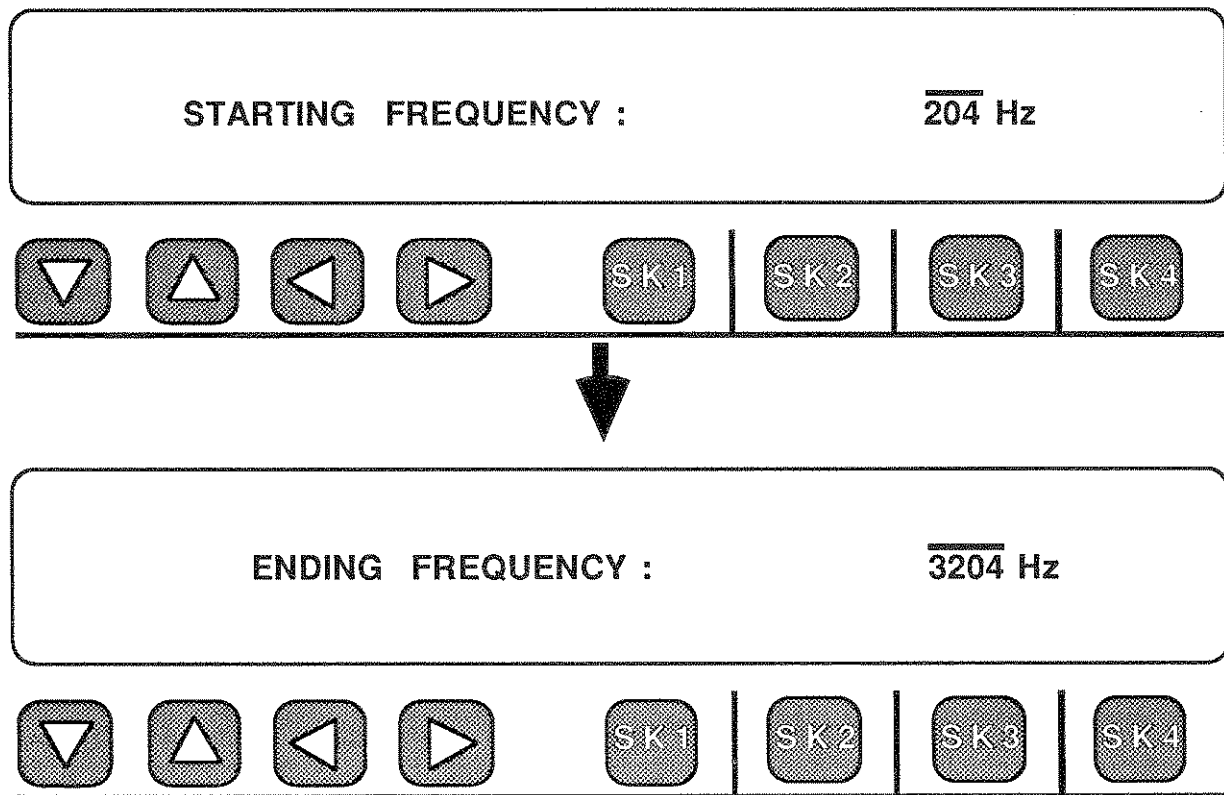 STARTING FREQUENCY : 204 Hz
SK1 SK2 SK3 SK4
ENDING FREQUENCY : 3204 Hz
SK1 SK2 SK3 SK4